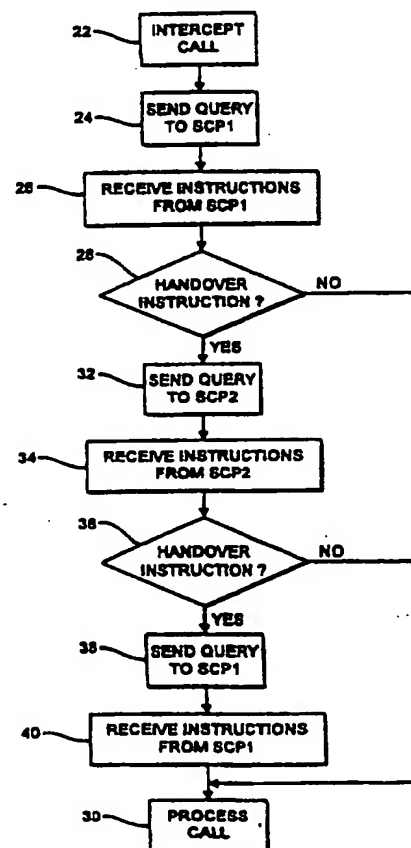 22
INTERCEPT
CALL
24
SEND QUERY
TO SCP1
26
RECEIVE INSTRUCTIONS
FROM SCP1
28
HANDOVER
INSTRUCTION ?
NO
YES
32
SEND QUERY
TO SCP2
34
RECEIVE INSTRUCTIONS
FROM SCP2
36
HANDOVER
INSTRUCTION ?
NO
YES
38
SEND QUERY
TO SCP1
40
RECEIVE INSTRUCTIONS
FROM SCP1
30
PROCESS
CALL